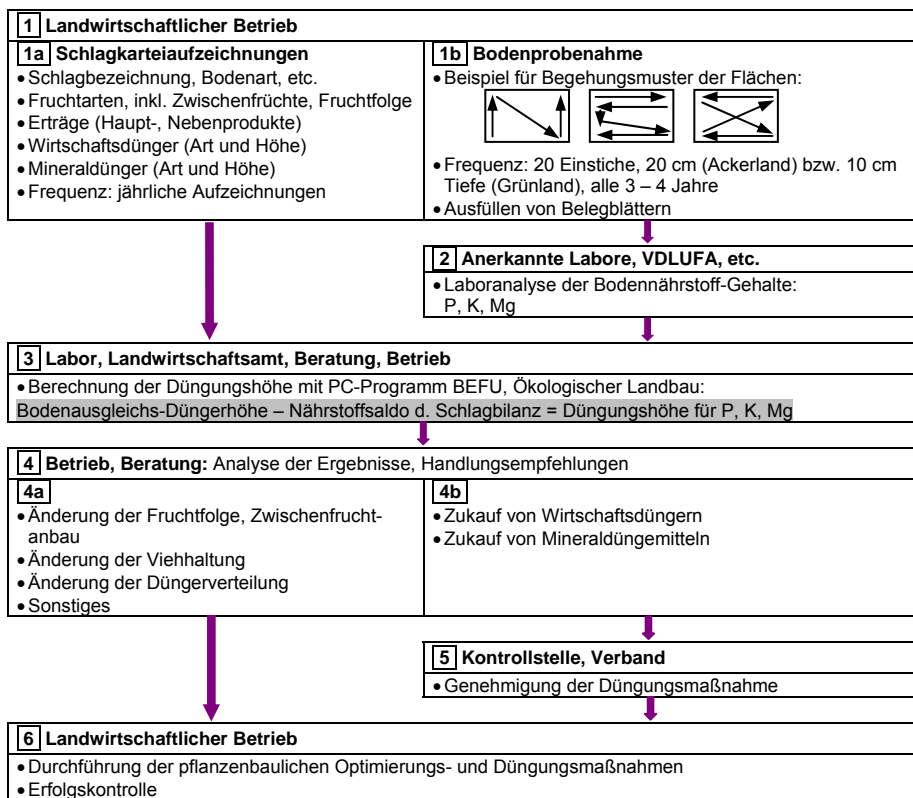 1 Landwirtschaftlicher Betrieb
1a Schlagkarteiaufzeichnungen
• Schlagbezeichnung, Bodenart, etc.
• Fruchtarten, inkl. Zwischenfrüchte, Fruchtfolge
• Erträge (Haupt-, Nebenprodukte)
• Wirtschaftsdünger (Art und Höhe)
• Mineraldünger (Art und Höhe)
• Frequenz: jährliche Aufzeichnungen
1b Bodenprobenahme
• Beispiel für Begehungsmuster der Flächen:
• Frequenz: 20 Einstiche, 20 cm (Ackerland) bzw. 10 cm
Tiefe (Grünland), alle 3 – 4 Jahre
• Ausfüllen von Belegblättern
2 Anerkannte Labore, VDLUFA, etc.
• Laboranalyse der Bodennährstoff-Gehalte:
P, K, Mg
3 Labor, Landwirtschaftsamt, Beratung, Betrieb
• Berechnung der Düngungshöhe mit PC-Programm BEFU, Ökologischer Landbau:
Bodenausgleichs-Düngerhöhe – Nährstoffsaldo d. Schlagbilanz = Düngungshöhe für P, K, Mg
4 Betrieb, Beratung: Analyse der Ergebnisse, Handlungsempfehlungen
4a
• Änderung der Fruchtfolge, Zwischenfrucht-
anbau
• Änderung der Viehhaltung
• Änderung der Düngerverteilung
• Sonstiges
4b
• Zukauf von Wirtschaftsdüngern
• Zukauf von Mineraldüngemitteln
5 Kontrollstelle, Verband
• Genehmigung der Düngungsmaßnahme
6 Landwirtschaftlicher Betrieb
• Durchführung der pflanzenbaulichen Optimierungs- und Düngungsmaßnahmen
• Erfolgskontrolle